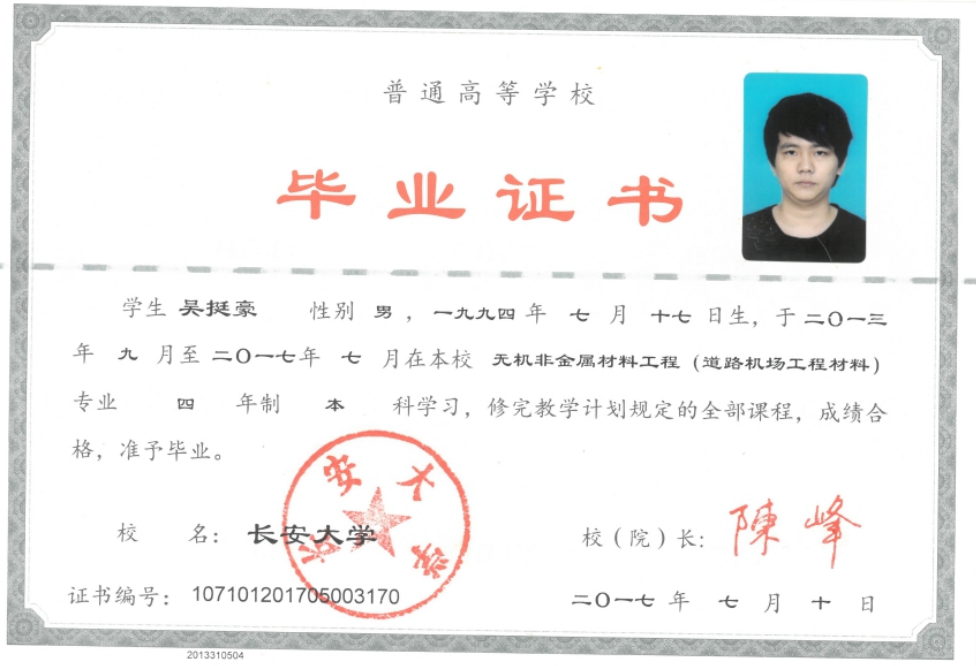 普通高等学校
毕业证书
学生 吴挺豪 性别 男，一九九四年 七 月 十七 日生，于二〇一三
年 九 月至二〇一七年 七 月在本校 无机非金属材料工程（道路机场工程材料）
专业 四 年制 本 科学习，修完教学计划规定的全部课程，成绩合
格，准予毕业。
长安大学
校 名：长安大学
校（院）长：陳峰
证书编号：107101201705003170
二〇一七年 七 月 十 日
2013310504